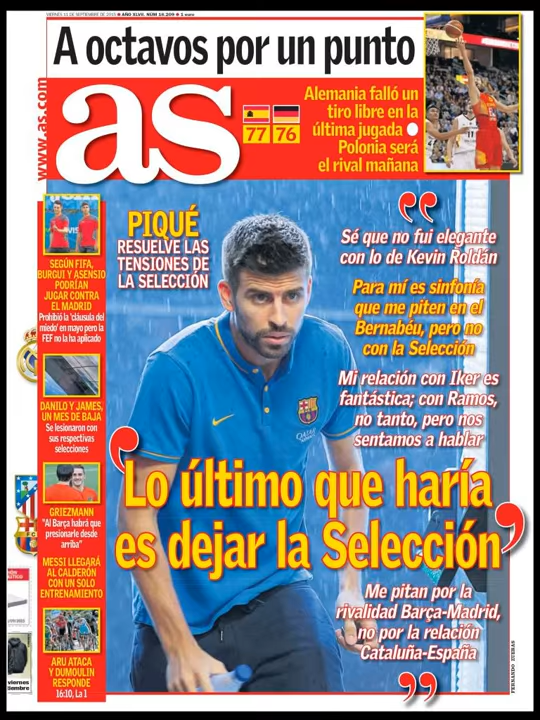 VIERNES 11 DE SEPTIEMBRE DE 2015 AÑO XLVII. NÚM 16.209 1 euro
A octavos por un punto
www.as.com
as
77 76
Alemania falló un
tiro libre en la
última jugada
Polonia será
el rival mañana
SEGÚN FIFA,
BURGUI Y ASENSIO
PODRÍAN
JUGAR CONTRA
EL MADRID
Prohibió la 'cláusula del
miedo' en mayo pero la
FEF no la ha aplicado
DANILO Y JAMES,
UN MES DE BAJA
Se lesionaron con
sus respectivas
selecciones
GRIEZMANN
"Al Barça habrá que
presionarle desde
arriba"
MESSI LLEGARÁ
AL CALDERÓN
CON UN SOLO
ENTRENAMIENTO
ARU ATACA
Y DUMOULIN
RESPONDE
16:10, La 1
PIQUÉ
RESUELVE LAS
TENSIONES DE
LA SELECCIÓN
“
Sé que no fui elegante
con lo de Kevin Roldán
Para mí es sinfonía
que me piten en el
Bernabéu, pero no
con la Selección
Mi relación con Iker es
fantástica; con Ramos,
no tanto, pero nos
sentamos a hablar
‘Lo último que haría
es dejar la Selección’
Me pitan por la
rivalidad Barça-Madrid,
no por la relación
Cataluña-España
”
FERNANDO ZUERAS
viernes